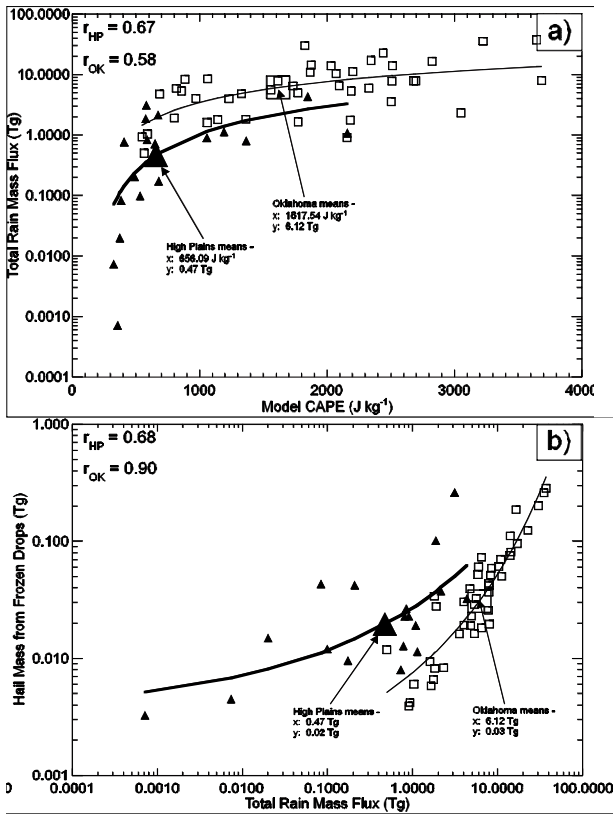 r_HP = 0.67
r_OK = 0.58
a)
Total Rain Mass Flux (Tg)
100.0000
10.0000
1.0000
0.1000
0.0100
0.0010
0.0001
Oklahoma means -
x: 1617.54 J kg⁻¹
y: 6.12 Tg
High Plains means -
x: 656.09 J kg⁻¹
y: 0.47 Tg
0 1000 2000 3000 4000
Model CAPE (J kg⁻¹)
r_HP = 0.68
r_OK = 0.90
b)
Hail Mass from Frozen Drops (Tg)
1.000
0.100
0.010
0.001
High Plains means -
x: 0.47 Tg
y: 0.02 Tg
Oklahoma means -
x: 6.12 Tg
y: 0.03 Tg
0 0.0001 0.0010 0.0100 0.1000 1.0000 10.0000 100.0000
Total Rain Mass Flux (Tg)